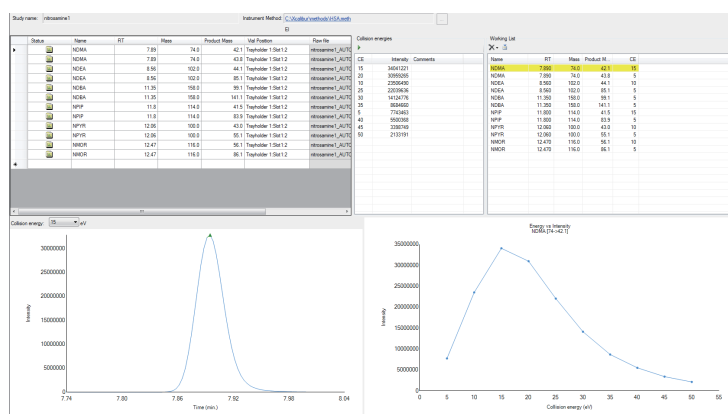 Study name: nitrosamine1 Instrument Method: C:\Xcalibur\methods\HSA.meth ...
Status Name RT Mass Product Mass Vial Position Raw file
NDMA 7.89 74.0 42.1 Trayholder 1:Slot1:2 nitrosamine1_AUTO
NDMA 7.89 74.0 43.8 Trayholder 1:Slot1:2 nitrosamine1_AUTO
NDEA 8.56 102.0 44.1 Trayholder 1:Slot1:2 nitrosamine1_AUTO
NDEA 8.56 102.0 85.1 Trayholder 1:Slot1:2 nitrosamine1_AUTO
NDBA 11.35 158.0 99.1 Trayholder 1:Slot1:2 nitrosamine1_AUTO
NDBA 11.35 158.0 141.1 Trayholder 1:Slot1:2 nitrosamine1_AUTO
NPIP 11.8 114.0 41.5 Trayholder 1:Slot1:2 nitrosamine1_AUTO
NPIP 11.8 114.0 83.9 Trayholder 1:Slot1:2 nitrosamine1_AUTO
NPYR 12.06 100.0 43.0 Trayholder 1:Slot1:2 nitrosamine1_AUTO
NPYR 12.06 100.0 55.1 Trayholder 1:Slot1:2 nitrosamine1_AUTO
NMOR 12.47 116.0 56.1 Trayholder 1:Slot1:2 nitrosamine1_AUTO
NMOR 12.47 116.0 86.1 Trayholder 1:Slot1:2 nitrosamine1_AUTO
Collision energies
CE Intensity Comments
15 34041221
20 30959265
10 23506490
25 22039636
30 14124776
35 8684660
5 7743463
40 5500368
45 3398749
50 2133191
Working List
Name RT Mass Product M... CE
NDMA 7.890 74.0 42.1 15
NDMA 7.890 74.0 43.8 5
NDEA 8.560 102.0 44.1 10
NDEA 8.560 102.0 85.1 5
NDBA 11.350 158.0 99.1 5
NDBA 11.350 158.0 141.1 5
NPIP 11.800 114.0 41.5 15
NPIP 11.800 114.0 83.9 5
NPYR 12.060 100.0 43.0 10
NPYR 12.060 100.0 55.1 5
NMOR 12.470 116.0 56.1 10
NMOR 12.470 116.0 86.1 5
Collision energy: 15 eV
30000000
25000000
20000000
15000000
10000000
5000000
0
Intensity
7.74 7.80 7.86 7.92 7.98 8.04
Time (min.)
Energy vs Intensity
NDMA [74->42.1]
35000000
30000000
25000000
20000000
15000000
10000000
5000000
0
Intensity
0 5 10 15 20 25 30 35 40 45 50 55
Collision energy (eV)